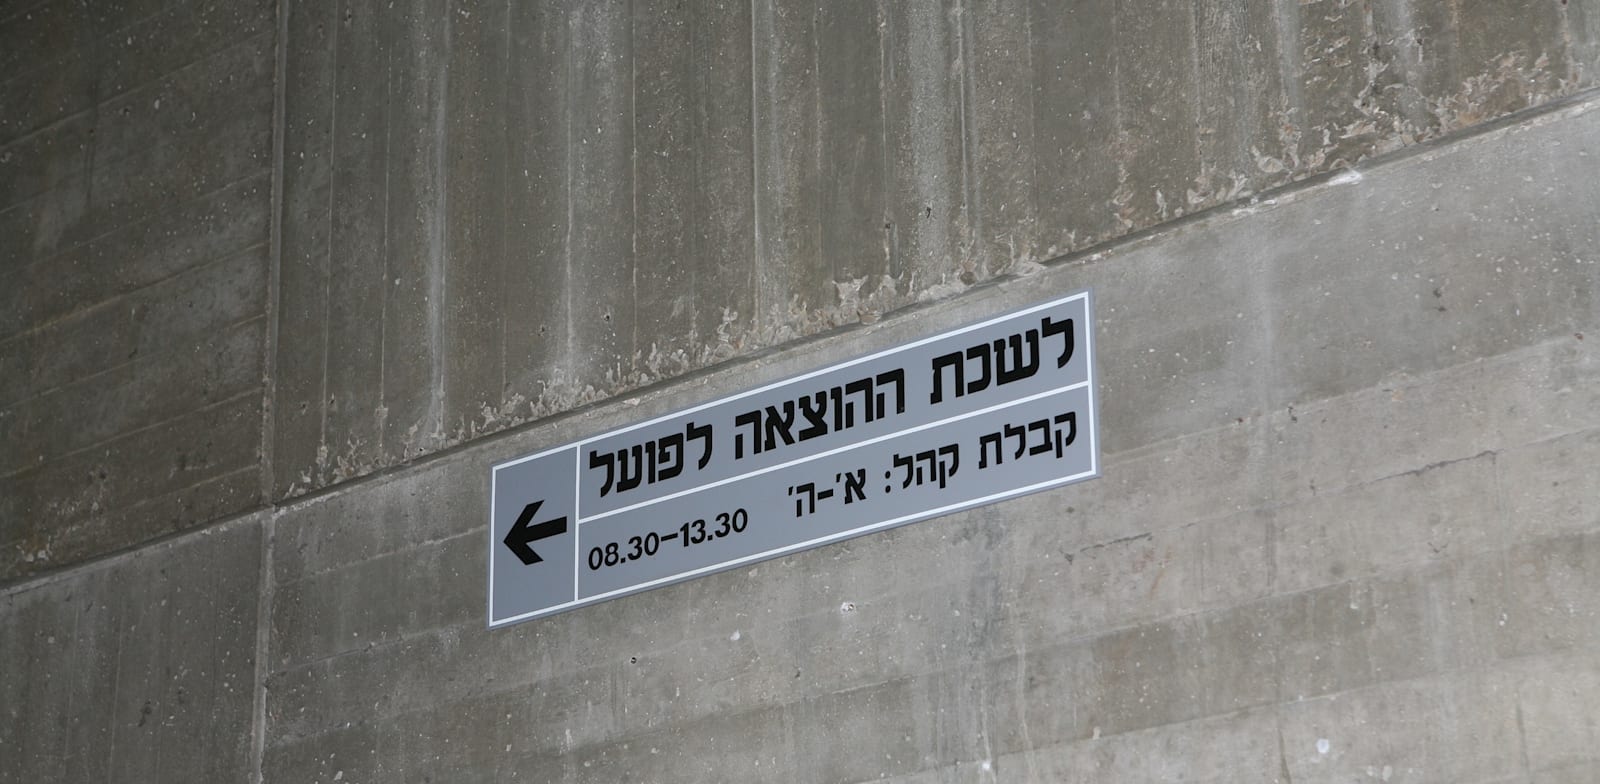 לשכת ההוצאה לפועל
קבלת קהל: א'-ה' 08.30-13.30